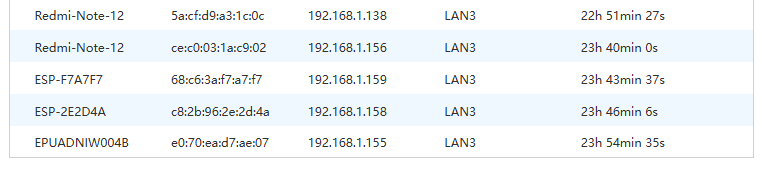 Redmi-Note-12 5a:cf:d9:a3:1c:0c 192.168.1.138 LAN3 22h 51min 27s
Redmi-Note-12 ce:c0:03:1a:c9:02 192.168.1.156 LAN3 23h 40min 0s
ESP-F7A7F7 68:c6:3a:f7:a7:f7 192.168.1.159 LAN3 23h 43min 37s
ESP-2E2D4A c8:2b:96:2e:2d:4a 192.168.1.158 LAN3 23h 46min 6s
EPUADNIW004B e0:70:ea:d7:ae:07 192.168.1.155 LAN3 23h 54min 35s